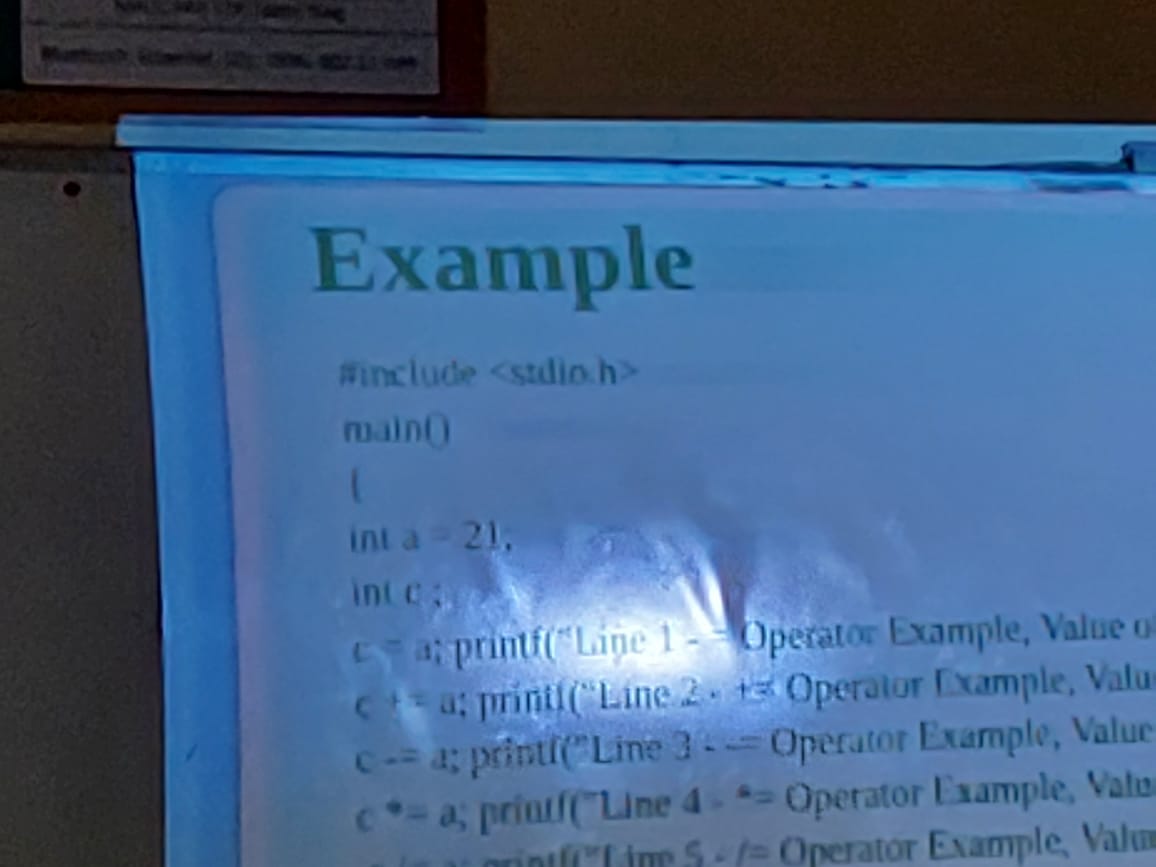 Example
#include <stdio.h>
main()
{
int a = 21;
int c ;
c = a; printf("Line 1 - = Operator Example, Value of
c += a; printf("Line 2 - += Operator Example, Valu
c -= a; printf("Line 3 - -= Operator Example, Value
c *= a; printf("Line 4 - *= Operator Example, Valu
printf("Line 5 - /= Operator Example, Valu